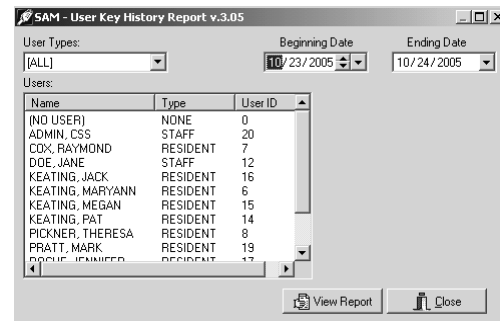 SAM - User Key History Report v.3.05
User Types: Beginning Date Ending Date
[ALL] 10/23/2005 10/24/2005
Users:
Name Type User ID
(NO USER) NONE 0
ADMIN, CSS STAFF 20
COX, RAYMOND RESIDENT 7
DOE, JANE STAFF 12
KEATING, JACK RESIDENT 16
KEATING, MARYANN RESIDENT 6
KEATING, MEGAN RESIDENT 15
KEATING, PAT RESIDENT 14
PICKNER, THERESA RESIDENT 8
PRATT, MARK RESIDENT 19
JENNIFER RESIDENT 17
View Report Close